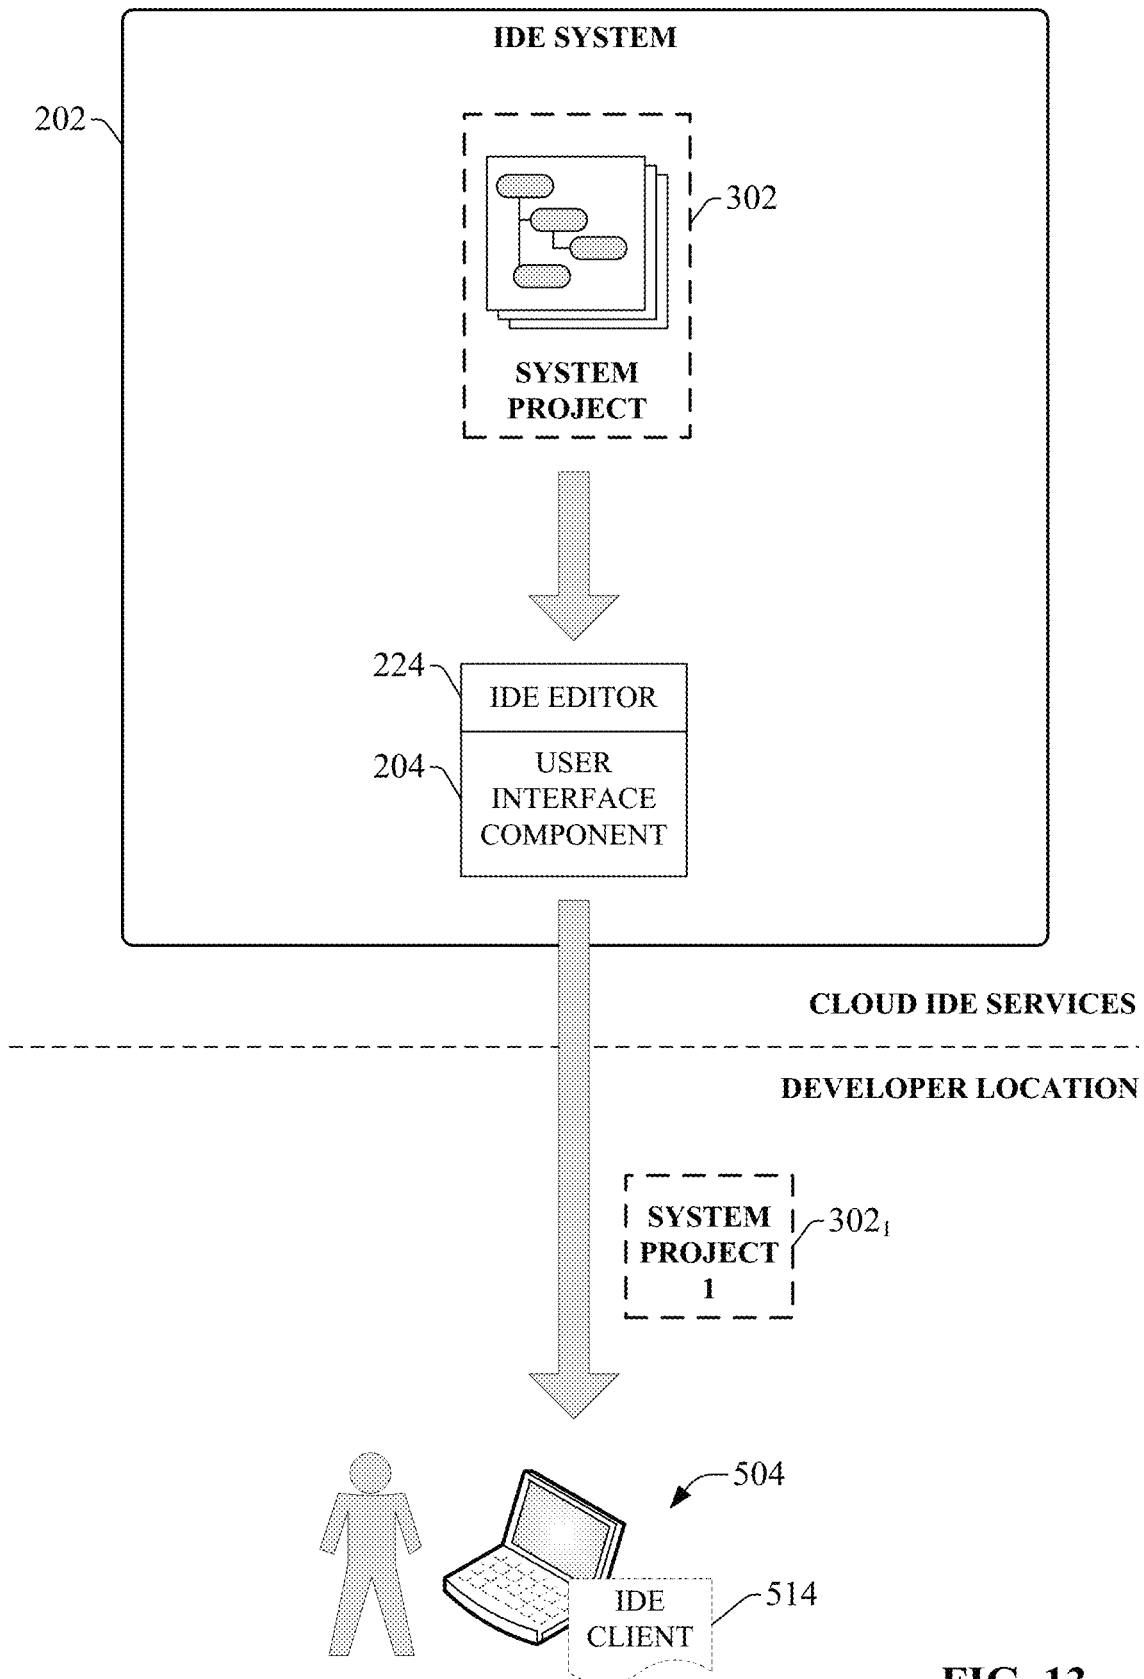 IDE SYSTEM
202
302
SYSTEM
PROJECT
224
IDE EDITOR
204
USER
INTERFACE
COMPONENT
CLOUD IDE SERVICES
DEVELOPER LOCATION
SYSTEM
PROJECT
1
302₁
504
IDE
CLIENT
514